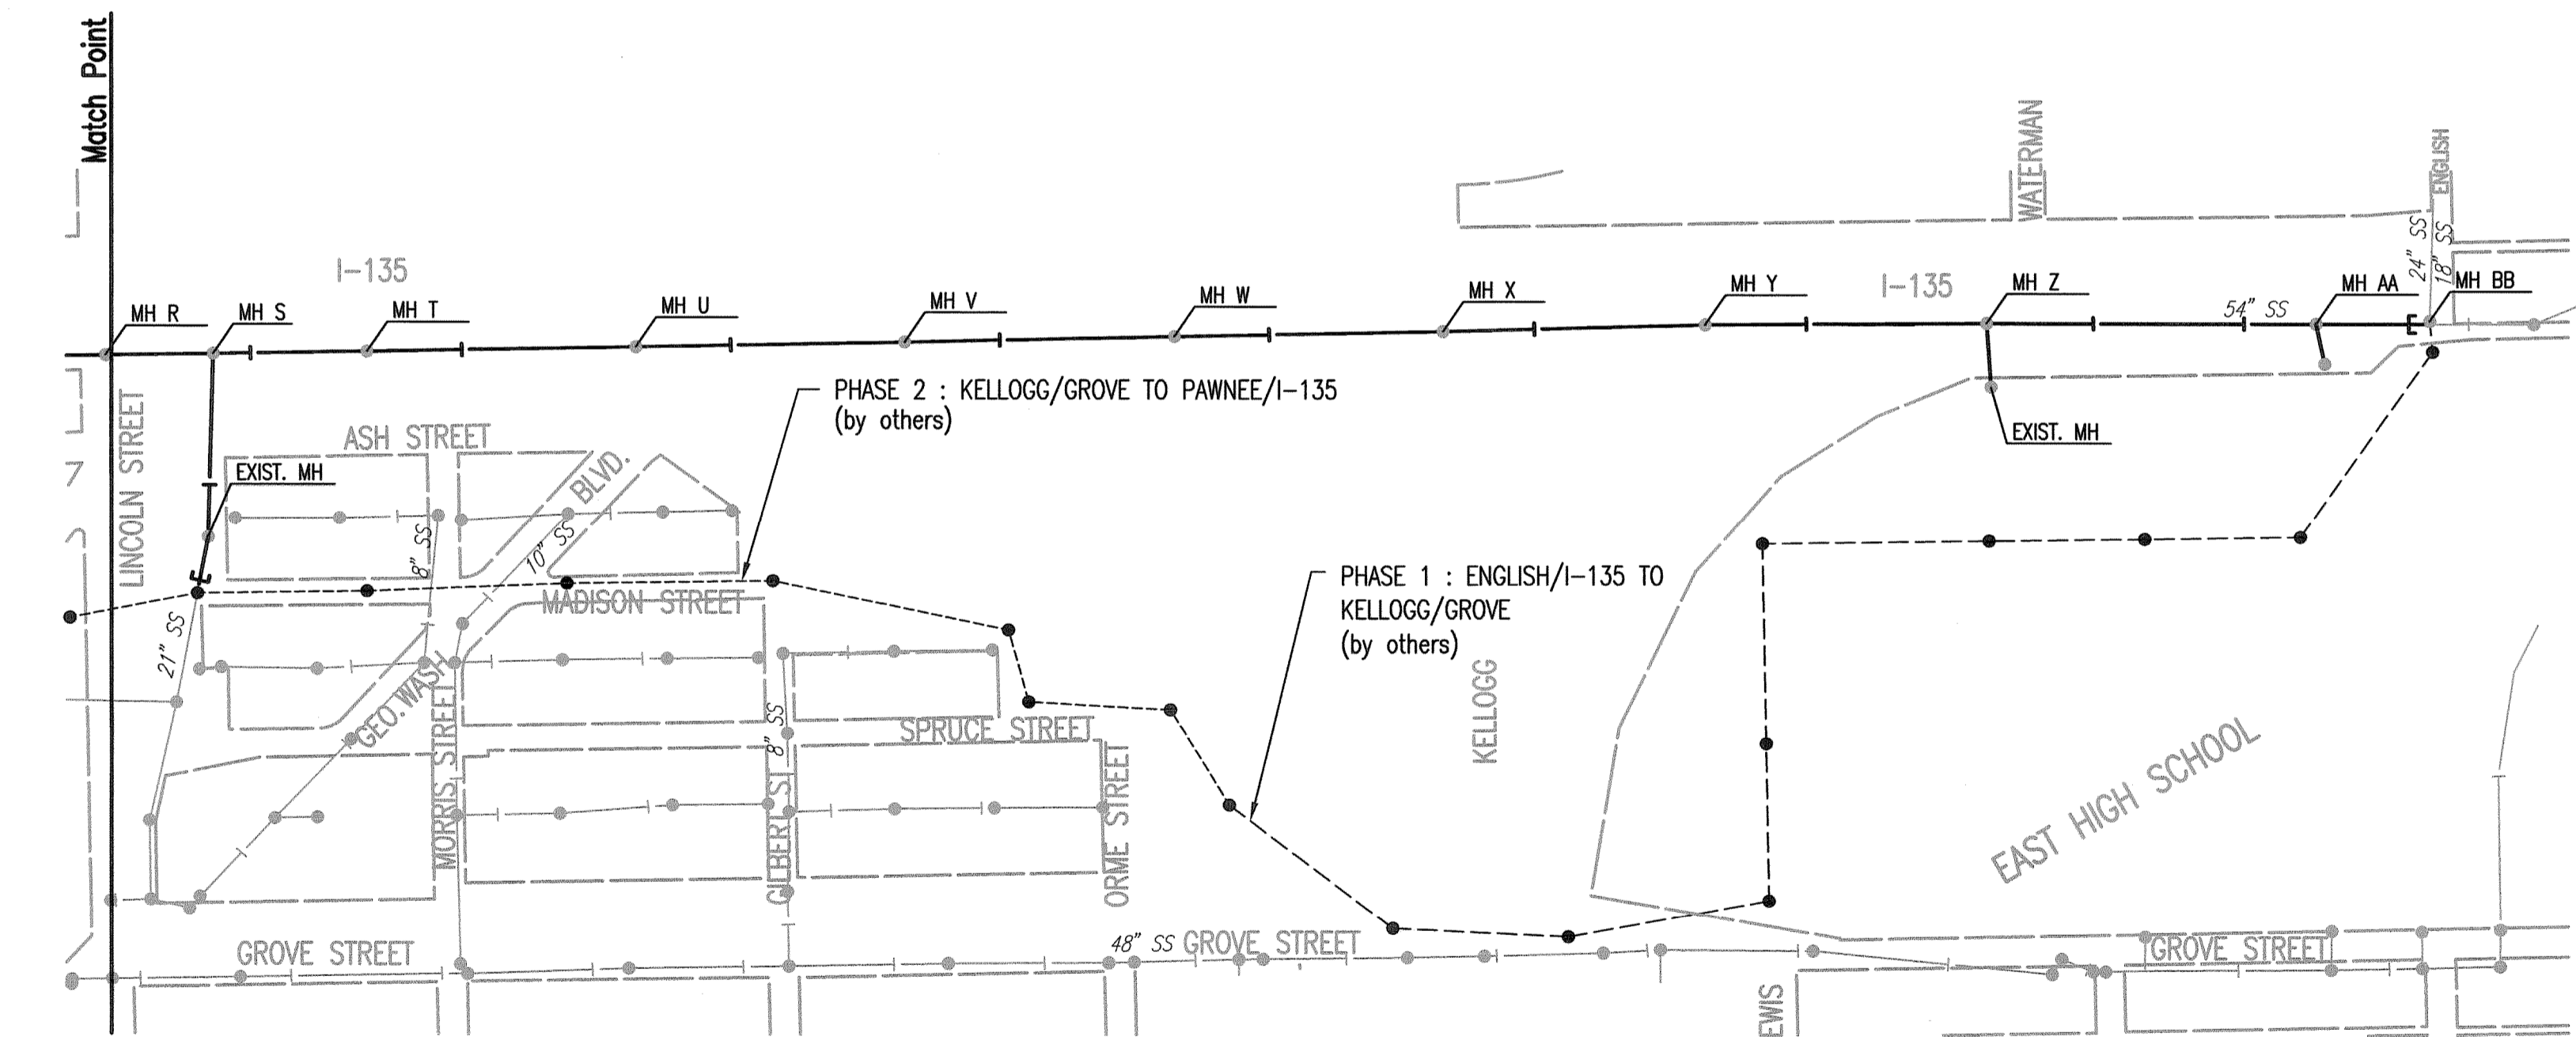 Match Point
WATERMAN
ENGLISH
24" SS
18" SS
I-135
I-135
MH R
MH S
MH T
MH U
MH V
MH W
MH X
MH Y
MH Z
54" SS
MH AA
MH BB
PHASE 2 : KELLOGG/GROVE TO PAWNEE/I-135
(by others)
LINCOLN STREET
ASH STREET
EXIST. MH
EXIST. MH
BLVD.
8" SS
10" SS
MADISON STREET
PHASE 1 : ENGLISH/I-135 TO
KELLOGG/GROVE
(by others)
21" SS
GEO. WASH
MORRIS STREET
8" SS
GILBERT ST
SPRUCE STREET
ORME STREET
KELLOGG
EAST HIGH SCHOOL
GROVE STREET
48" SS
GROVE STREET
GROVE STREET
EWIS